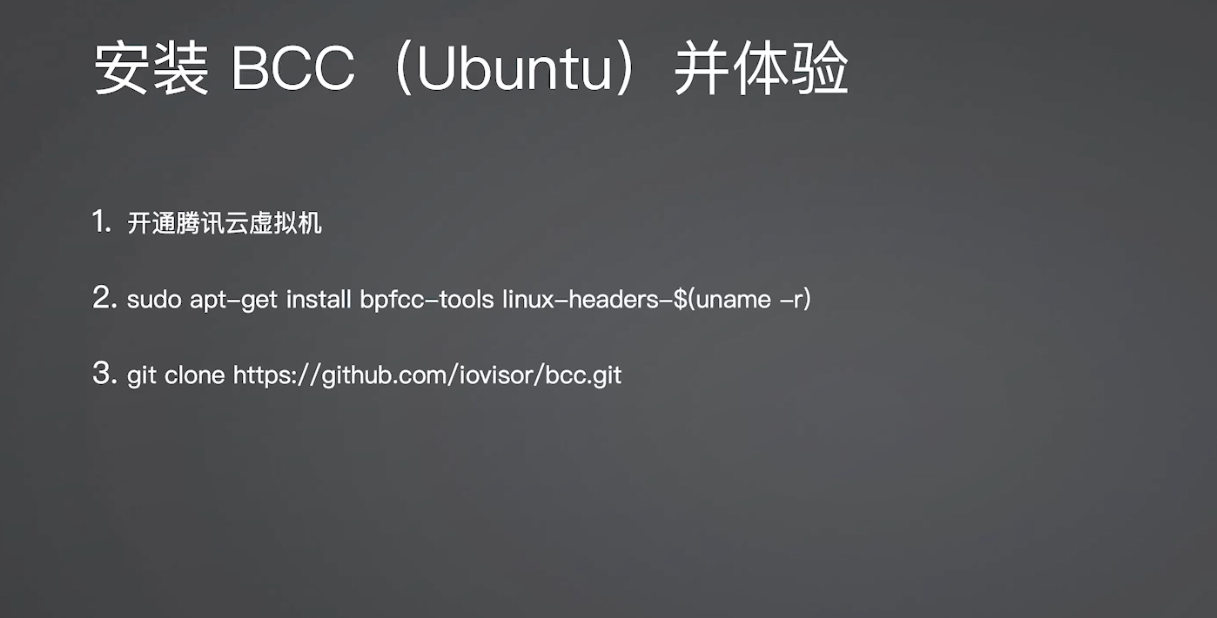 安装 BCC（Ubuntu）并体验
1. 开通腾讯云虚拟机
2. sudo apt–get install bpfcc–tools linux–headers–$(uname –r)
3. git clone https://github.com/iovisor/bcc.git